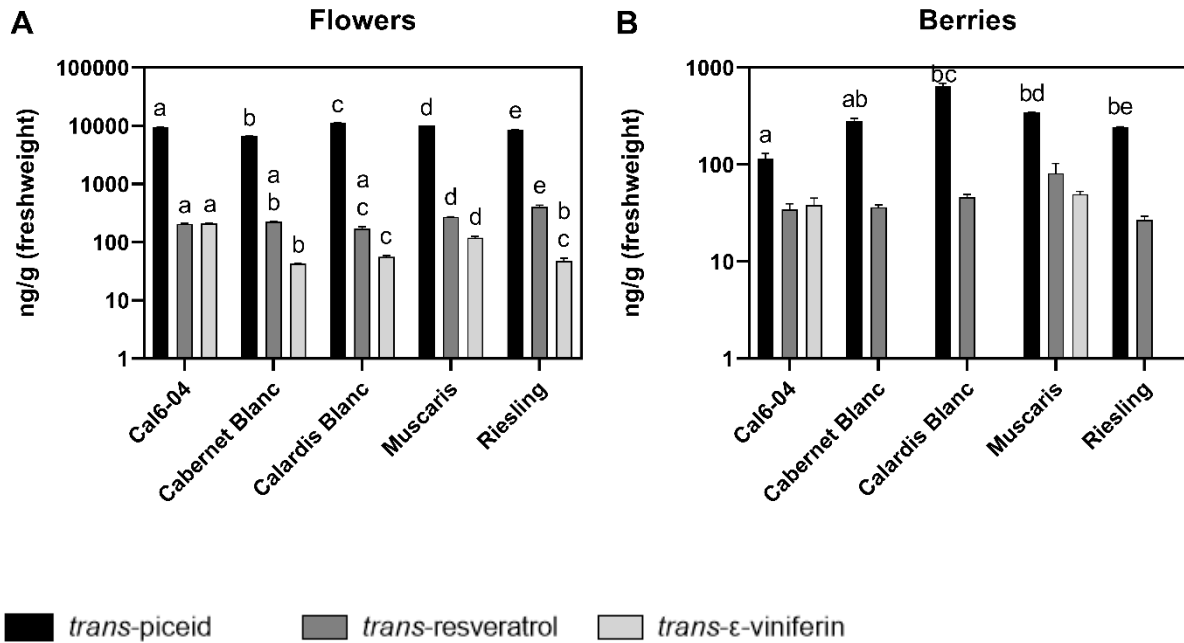 A
Flowers
ng/g (freshweight)
100000
10000
1000
100
10
1
a
a
a
b
a
b
b
c
a
c
c
d
d
d
e
e
b
c
Cal6-04
Cabernet Blanc
Calardis Blanc
Muscaris
Riesling
B
Berries
ng/g (freshweight)
1000
100
10
1
a
ab
bc
bd
be
Cal6-04
Cabernet Blanc
Calardis Blanc
Muscaris
Riesling
trans-piceid
trans-resveratrol
trans-ε-viniferin